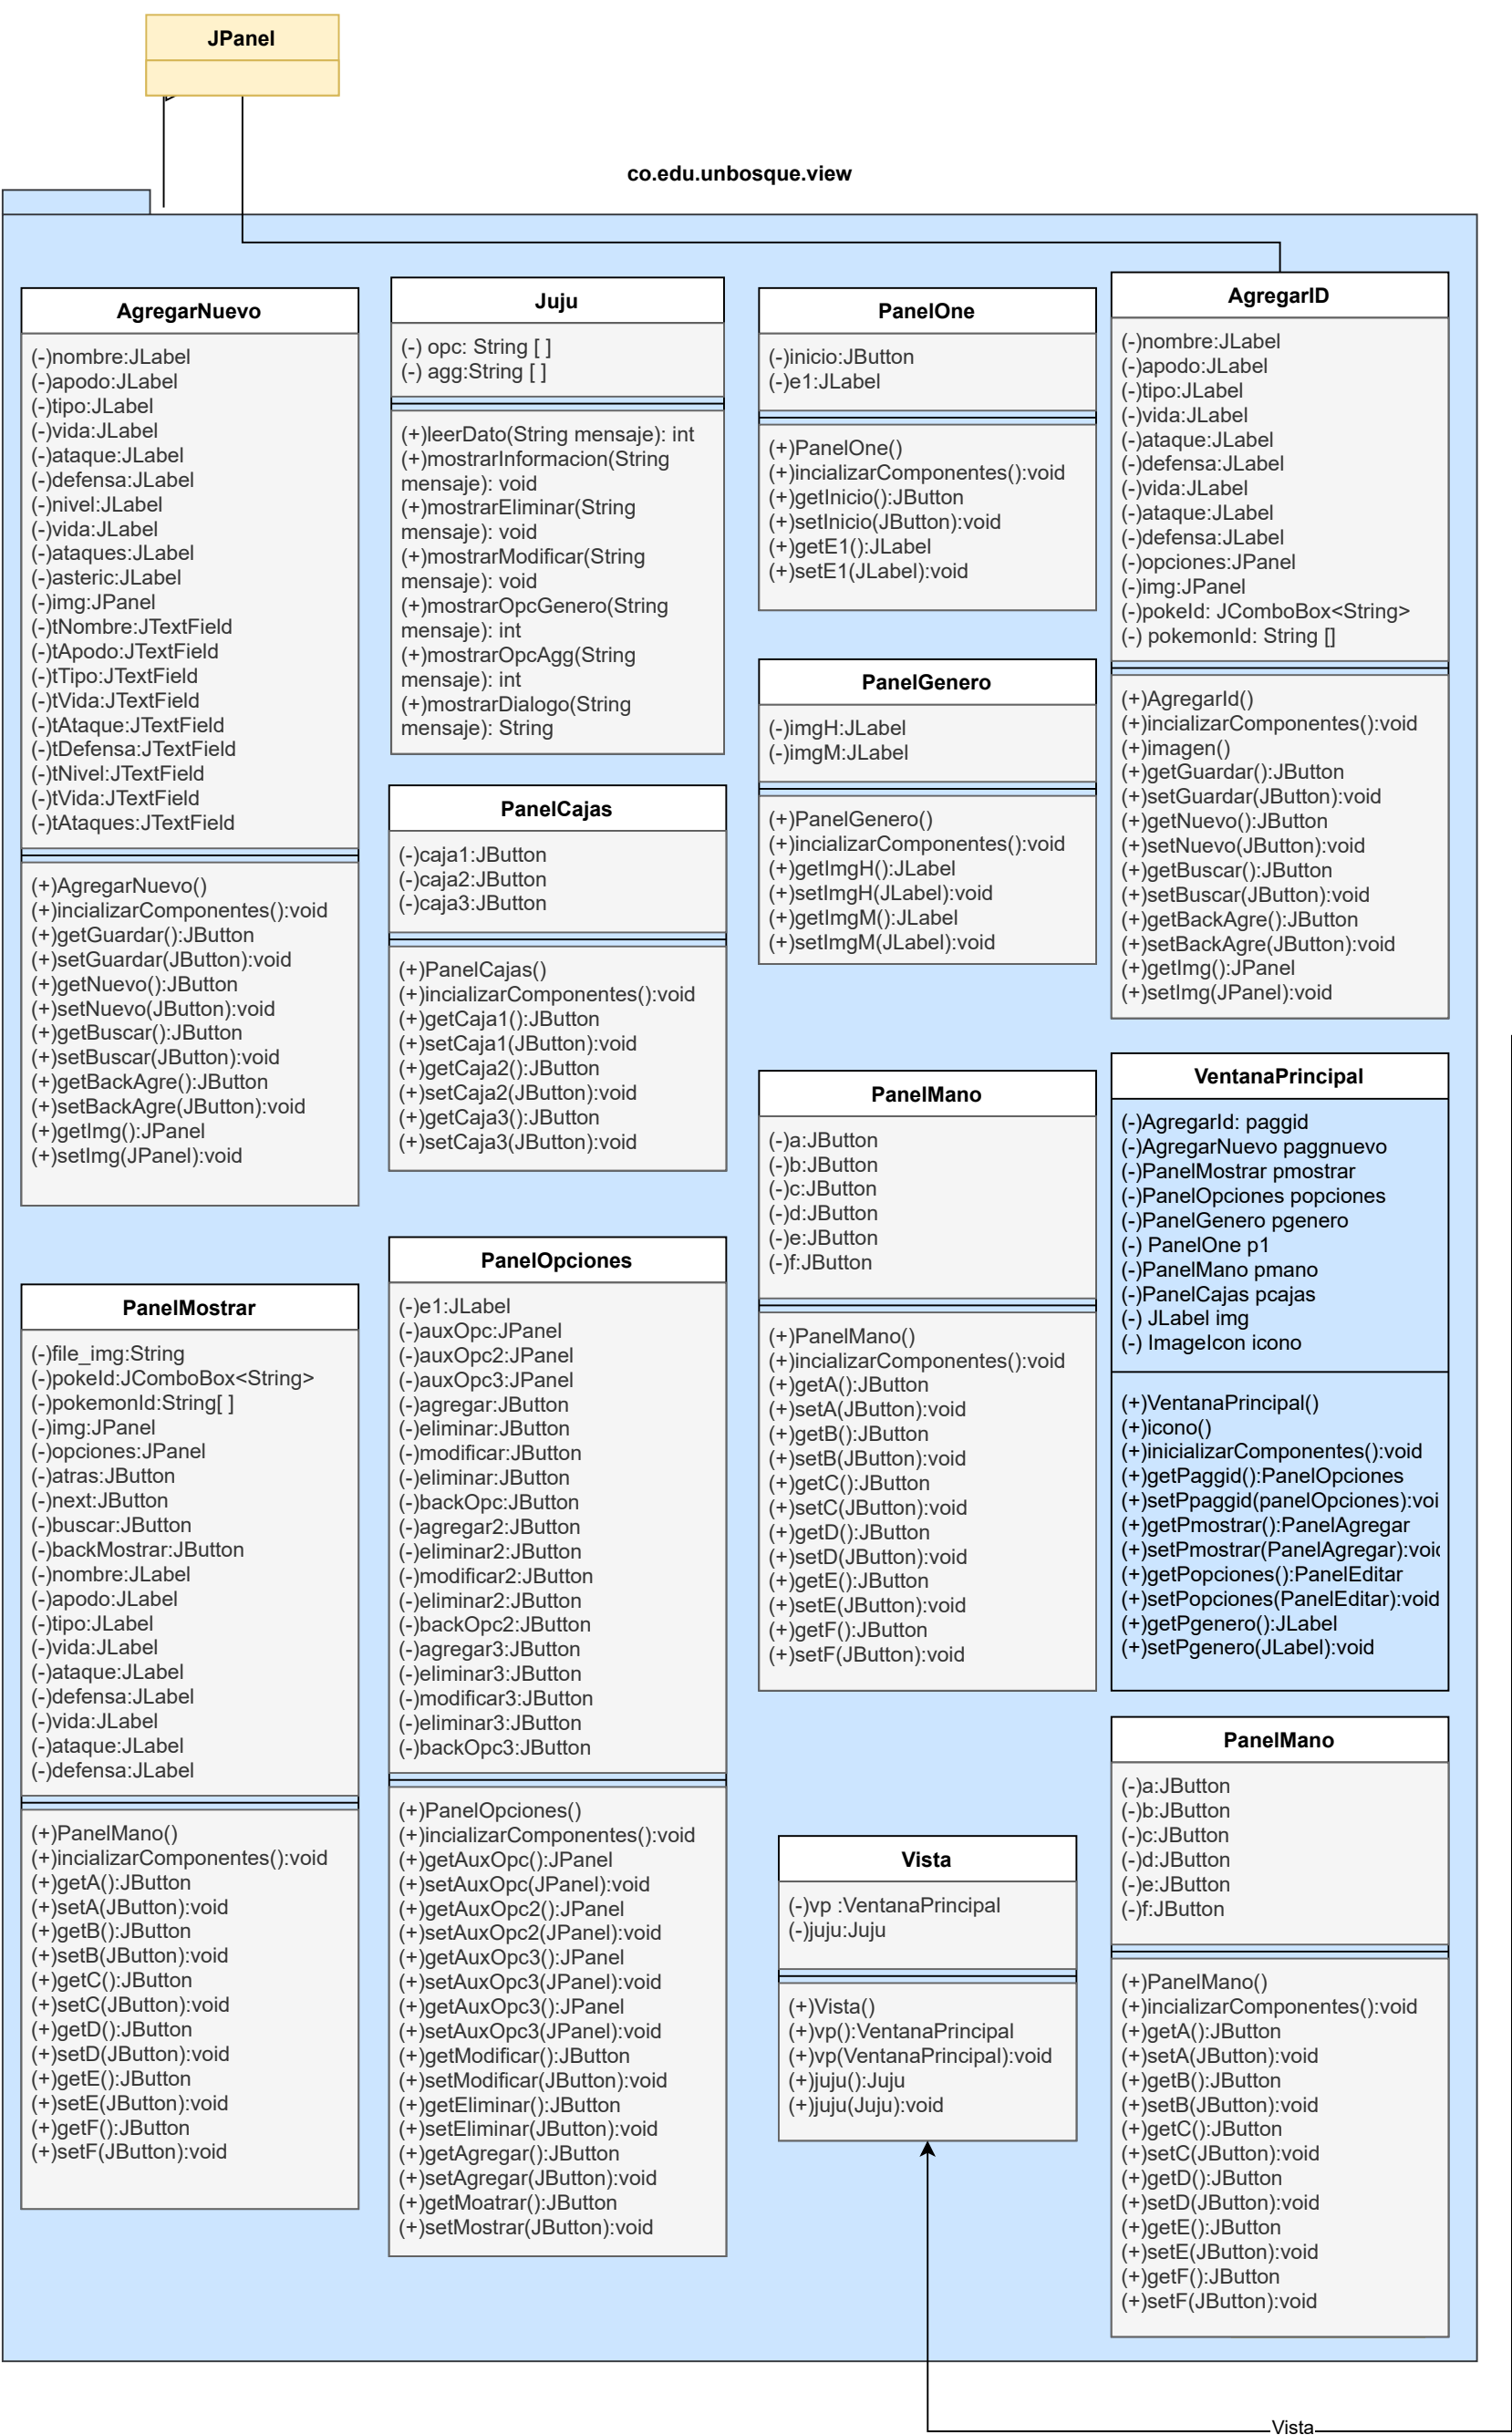 JPanel
co.edu.unbosque.view
AgregarNuevo
(-)nombre:JLabel
(-)apodo:JLabel
(-)tipo:JLabel
(-)vida:JLabel
(-)ataque:JLabel
(-)defensa:JLabel
(-)nivel:JLabel
(-)vida:JLabel
(-)ataques:JLabel
(-)asteric:JLabel
(-)img:JPanel
(-)tNombre:JTextField
(-)tApodo:JTextField
(-)tTipo:JTextField
(-)tVida:JTextField
(-)tAtaque:JTextField
(-)tDefensa:JTextField
(-)tNivel:JTextField
(-)tVida:JTextField
(-)tAtaques:JTextField
(+)AgregarNuevo()
(+)incializarComponentes():void
(+)getGuardar():JButton
(+)setGuardar(JButton):void
(+)getNuevo():JButton
(+)setNuevo(JButton):void
(+)getBuscar():JButton
(+)setBuscar(JButton):void
(+)getBackAgre():JButton
(+)setBackAgre(JButton):void
(+)getImg():JPanel
(+)setImg(JPanel):void
Juju
(-) opc: String [ ]
(-) agg:String [ ]
(+)leerDato(String mensaje): int
(+)mostrarInformacion(String
mensaje): void
(+)mostrarEliminar(String
mensaje): void
(+)mostrarModificar(String
mensaje): void
(+)mostrarOpcGenero(String
mensaje): int
(+)mostrarOpcAgg(String
mensaje): int
(+)mostrarDialogo(String
mensaje): String
PanelOne
(-)inicio:JButton
(-)e1:JLabel
(+)PanelOne()
(+)incializarComponentes():void
(+)getInicio():JButton
(+)setInicio(JButton):void
(+)getE1():JLabel
(+)setE1(JLabel):void
AgregarID
(-)nombre:JLabel
(-)apodo:JLabel
(-)tipo:JLabel
(-)vida:JLabel
(-)ataque:JLabel
(-)defensa:JLabel
(-)vida:JLabel
(-)ataque:JLabel
(-)defensa:JLabel
(-)opciones:JPanel
(-)img:JPanel
(-)pokeId: JComboBox<String>
(-) pokemonId: String []
(+)AgregarId()
(+)incializarComponentes():void
(+)imagen()
(+)getGuardar():JButton
(+)setGuardar(JButton):void
(+)getNuevo():JButton
(+)setNuevo(JButton):void
(+)getBuscar():JButton
(+)setBuscar(JButton):void
(+)getBackAgre():JButton
(+)setBackAgre(JButton):void
(+)getImg():JPanel
(+)setImg(JPanel):void
PanelGenero
(-)imgH:JLabel
(-)imgM:JLabel
(+)PanelGenero()
(+)incializarComponentes():void
(+)getImgH():JLabel
(+)setImgH(JLabel):void
(+)getImgM():JLabel
(+)setImgM(JLabel):void
PanelCajas
(-)caja1:JButton
(-)caja2:JButton
(-)caja3:JButton
(+)PanelCajas()
(+)incializarComponentes():void
(+)getCaja1():JButton
(+)setCaja1(JButton):void
(+)getCaja2():JButton
(+)setCaja2(JButton):void
(+)getCaja3():JButton
(+)setCaja3(JButton):void
PanelMano
(-)a:JButton
(-)b:JButton
(-)c:JButton
(-)d:JButton
(-)e:JButton
(-)f:JButton
(+)PanelMano()
(+)incializarComponentes():void
(+)getA():JButton
(+)setA(JButton):void
(+)getB():JButton
(+)setB(JButton):void
(+)getC():JButton
(+)setC(JButton):void
(+)getD():JButton
(+)setD(JButton):void
(+)getE():JButton
(+)setE(JButton):void
(+)getF():JButton
(+)setF(JButton):void
VentanaPrincipal
(-)AgregarId: paggid
(-)AgregarNuevo paggnuevo
(-)PanelMostrar pmostrar
(-)PanelOpciones popciones
(-)PanelGenero pgenero
(-) PanelOne p1
(-)PanelMano pmano
(-)PanelCajas pcajas
(-) JLabel img
(-) ImageIcon icono
(+)VentanaPrincipal()
(+)icono()
(+)inicializarComponentes():void
(+)getPaggid():PanelOpciones
(+)setPpaggid(panelOpciones):voi
(+)getPmostrar():PanelAgregar
(+)setPmostrar(PanelAgregar):voi
(+)getPopciones():PanelEditar
(+)setPopciones(PanelEditar):void
(+)getPgenero():JLabel
(+)setPgenero(JLabel):void
PanelMostrar
(-)file_img:String
(-)pokeId:JComboBox<String>
(-)pokemonId:String[ ]
(-)img:JPanel
(-)opciones:JPanel
(-)atras:JButton
(-)next:JButton
(-)buscar:JButton
(-)backMostrar:JButton
(-)nombre:JLabel
(-)apodo:JLabel
(-)tipo:JLabel
(-)vida:JLabel
(-)ataque:JLabel
(-)defensa:JLabel
(-)vida:JLabel
(-)ataque:JLabel
(-)defensa:JLabel
(+)PanelMano()
(+)incializarComponentes():void
(+)getA():JButton
(+)setA(JButton):void
(+)getB():JButton
(+)setB(JButton):void
(+)getC():JButton
(+)setC(JButton):void
(+)getD():JButton
(+)setD(JButton):void
(+)getE():JButton
(+)setE(JButton):void
(+)getF():JButton
(+)setF(JButton):void
PanelOpciones
(-)e1:JLabel
(-)auxOpc:JPanel
(-)auxOpc2:JPanel
(-)auxOpc3:JPanel
(-)agregar:JButton
(-)eliminar:JButton
(-)modificar:JButton
(-)eliminar:JButton
(-)backOpc:JButton
(-)agregar2:JButton
(-)eliminar2:JButton
(-)modificar2:JButton
(-)eliminar2:JButton
(-)backOpc2:JButton
(-)agregar3:JButton
(-)eliminar3:JButton
(-)modificar3:JButton
(-)eliminar3:JButton
(-)backOpc3:JButton
(+)PanelOpciones()
(+)incializarComponentes():void
(+)getAuxOpc():JPanel
(+)setAuxOpc(JPanel):void
(+)getAuxOpc2():JPanel
(+)setAuxOpc2(JPanel):void
(+)getAuxOpc3():JPanel
(+)setAuxOpc3(JPanel):void
(+)getAuxOpc3():JPanel
(+)setAuxOpc3(JPanel):void
(+)getModificar():JButton
(+)setModificar(JButton):void
(+)getEliminar():JButton
(+)setEliminar(JButton):void
(+)getAgregar():JButton
(+)setAgregar(JButton):void
(+)getMoatrar():JButton
(+)setMostrar(JButton):void
Vista
(-)vp :VentanaPrincipal
(-)juju:Juju
(+)Vista()
(+)vp():VentanaPrincipal
(+)vp(VentanaPrincipal):void
(+)juju():Juju
(+)juju(Juju):void
PanelMano
(-)a:JButton
(-)b:JButton
(-)c:JButton
(-)d:JButton
(-)e:JButton
(-)f:JButton
(+)PanelMano()
(+)incializarComponentes():void
(+)getA():JButton
(+)setA(JButton):void
(+)getB():JButton
(+)setB(JButton):void
(+)getC():JButton
(+)setC(JButton):void
(+)getD():JButton
(+)setD(JButton):void
(+)getE():JButton
(+)setE(JButton):void
(+)getF():JButton
(+)setF(JButton):void
Vista